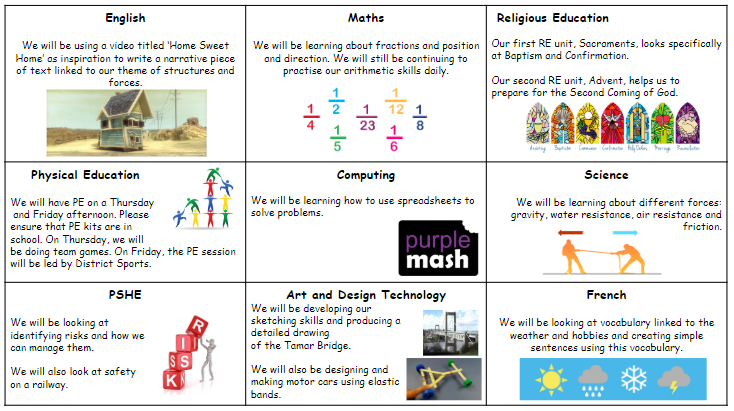 English
We will be using a video titled ‘Home Sweet
Home’ as inspiration to write a narrative piece
of text linked to our theme of structures and
forces.
Maths
We will be learning about fractions and position
and direction. We will still be continuing to
practise our arithmetic skills daily.
1/4
1/2
1/5
1/23
1/12
1/6
1/8
Religious Education
Our first RE unit, Sacraments, looks specifically
at Baptism and Confirmation.
Our second RE unit, Advent, helps us to
prepare for the Second Coming of God.
Anointing Baptism Communion Confirmation Holy Orders Marriage Reconciliation
Physical Education
We will have PE on a Thursday
and Friday afternoon. Please
ensure that PE kits are in
school. On Thursday, we will
be doing team games. On Friday, the PE session
will be led by District Sports.
Computing
We will be learning how to use spreadsheets to
solve problems.
purple
mash
Science
We will be learning about different forces:
gravity, water resistance, air resistance and
friction.
PSHE
We will be looking at
identifying risks and how we
can manage them.
We will also look at safety
on a railway.
RISK
Art and Design Technology
We will be developing our
sketching skills and producing a
detailed drawing
of the Tamar Bridge.
We will also be designing and
making motor cars using elastic
bands.
French
We will be looking at vocabulary linked to the
weather and hobbies and creating simple
sentences using this vocabulary.